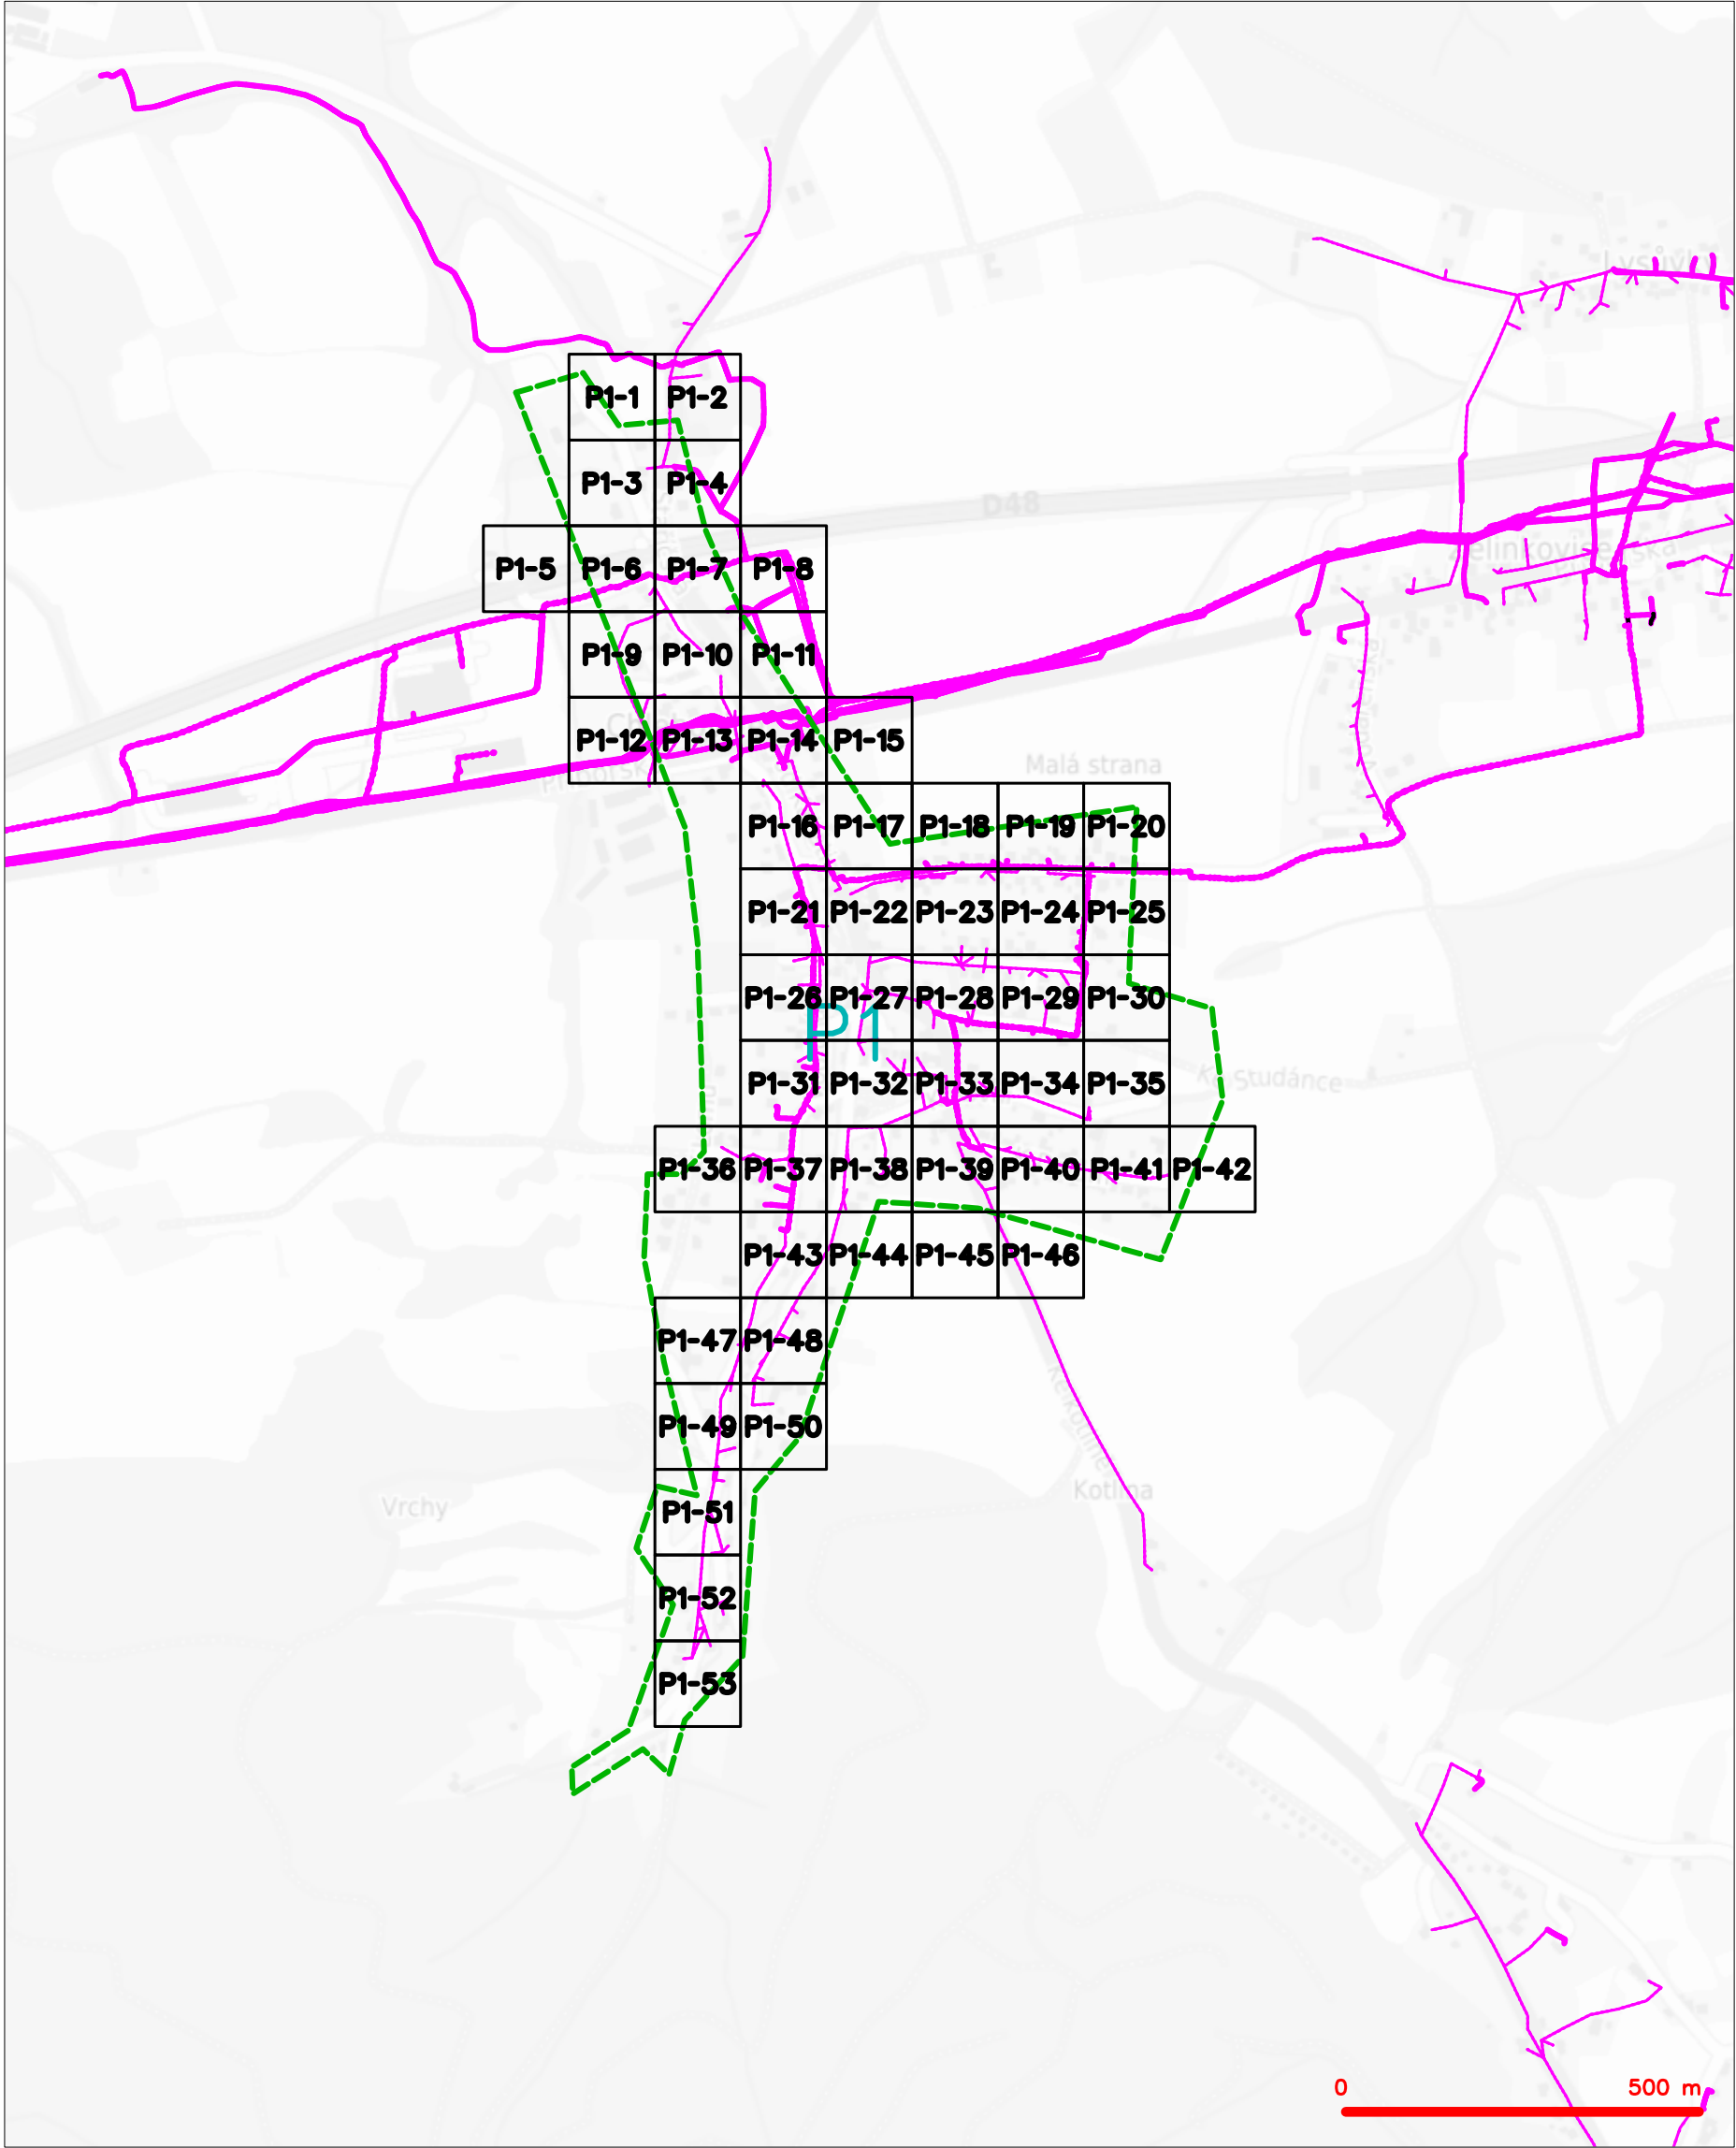 Lysůvky
P1-1 P1-2
P1-3 P1-4
D48
Zelinkovice
P1-5 P1-6 P1-7 P1-8
P1-9 P1-10 P1-11
P1-12 P1-13 P1-14 P1-15
Malá strana
P1-16 P1-17 P1-18 P1-19 P1-20
P1-21 P1-22 P1-23 P1-24 P1-25
P1-26 P1-27 P1-28 P1-29 P1-30
P1
P1-31 P1-32 P1-33 P1-34 P1-35
Ke Studánce
P1-36 P1-37 P1-38 P1-39 P1-40 P1-41 P1-42
P1-43 P1-44 P1-45 P1-46
P1-47 P1-48
Ke Kotlině
P1-49 P1-50
Kotlina
Vrchy
P1-51
P1-52
P1-53
0 500 m